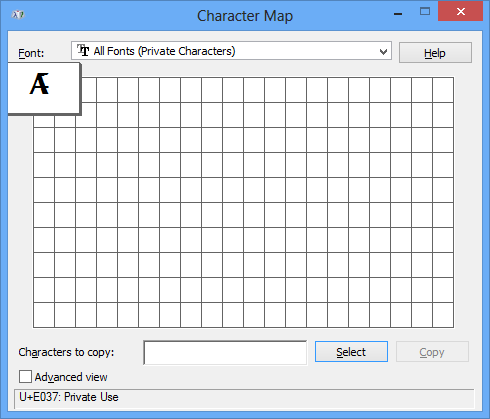 Character Map
Font:
All Fonts (Private Characters)
Help
Characters to copy:
Select
Copy
Advanced view
U+E037: Private Use